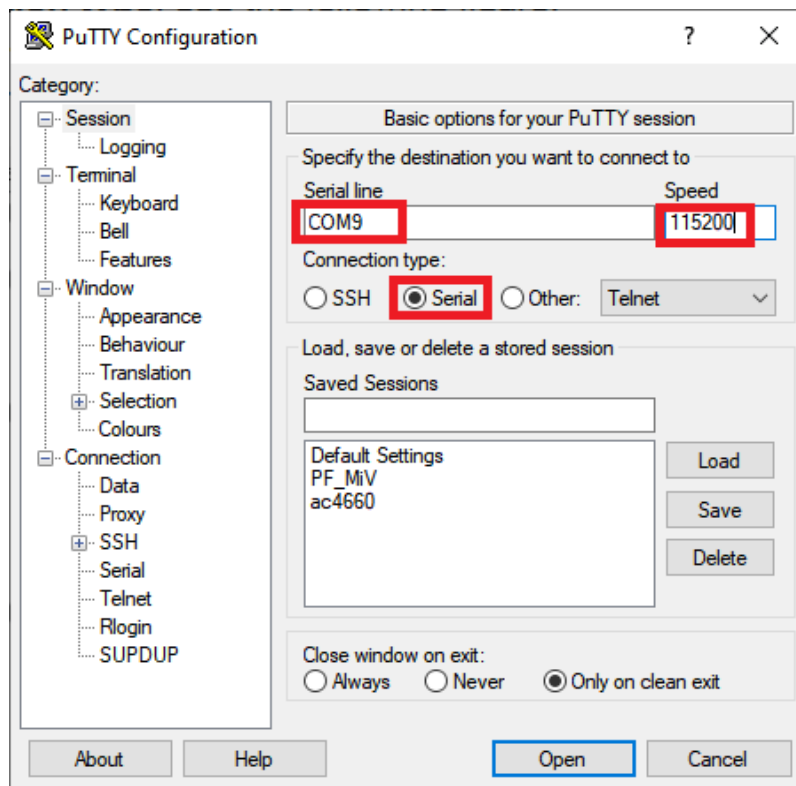 PuTTY Configuration
?
Category:
Session
Logging
Terminal
Keyboard
Bell
Features
Window
Appearance
Behaviour
Translation
Selection
Colours
Connection
Data
Proxy
SSH
Serial
Telnet
Rlogin
SUPDUP
Basic options for your PuTTY session
Specify the destination you want to connect to
Serial line Speed
COM9 115200
Connection type:
SSH Serial Other: Telnet
Load, save or delete a stored session
Saved Sessions
Default Settings
PF_MiV
ac4660
Load
Save
Delete
Close window on exit:
Always Never Only on clean exit
About Help Open Cancel